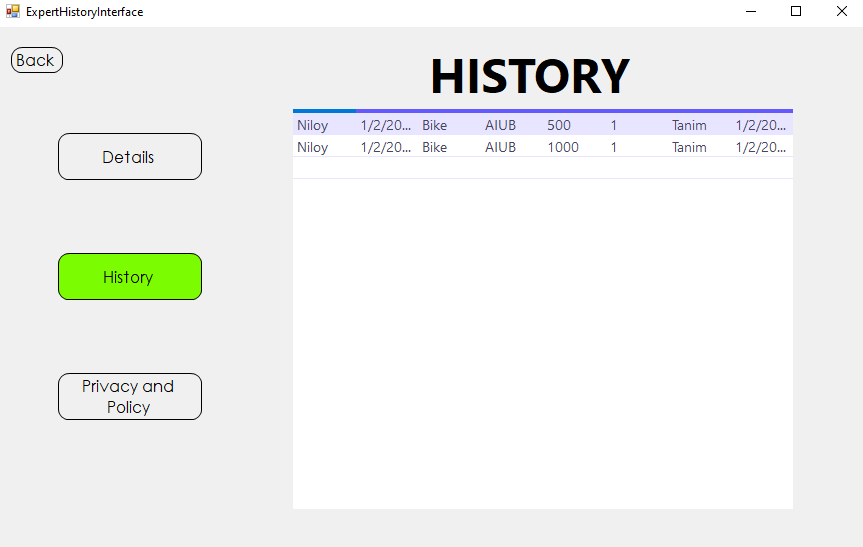 ExpertHistoryInterface
Back
HISTORY
Details
History
Privacy and
Policy
Niloy 1/2/20... Bike AIUB 500 1 Tanim 1/2/20...
Niloy 1/2/20... Bike AIUB 1000 1 Tanim 1/2/20...